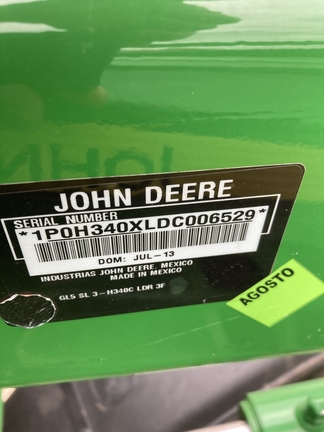 JOHN DEERE
SERIAL NUMBER
*1P0H340XLDC006529*
DOM: JUL-13
INDUSTRIAS JOHN DEERE, MEXICO
MADE IN MEXICO
GL5 SL 3-H340C LDR 3F
AGOSTO